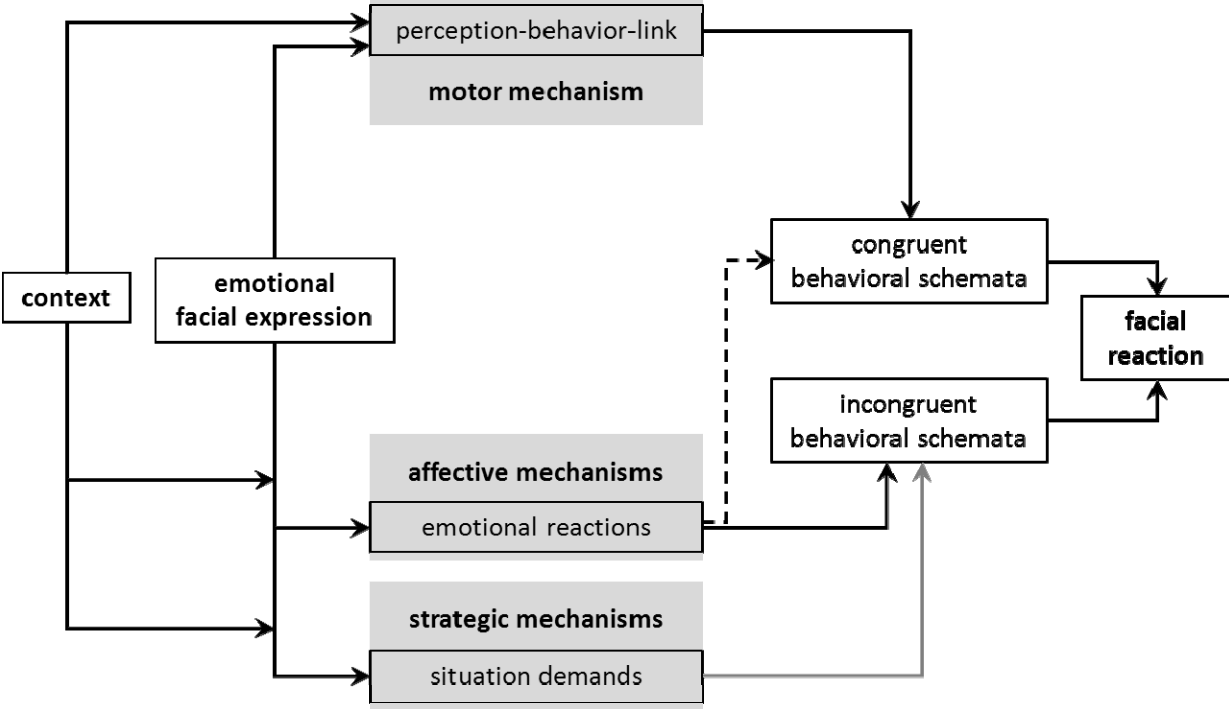 perception-behavior-link
motor mechanism
context
emotional
facial expression
congruent
behavioral schemata
facial
reaction
incongruent
behavioral schemata
affective mechanisms
emotional reactions
strategic mechanisms
situation demands